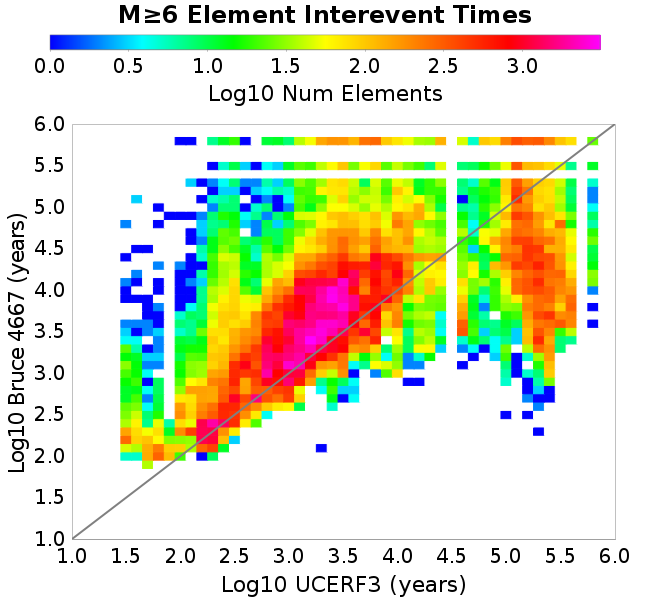 M≥6 Element Interevent Times
0.0 0.5 1.0 1.5 2.0 2.5 3.0
Log10 Num Elements
6.0
5.5
5.0
4.5
4.0
3.5
3.0
2.5
2.0
1.5
1.0
Log10 Bruce 4667 (years)
1.0 1.5 2.0 2.5 3.0 3.5 4.0 4.5 5.0 5.5 6.0
Log10 UCERF3 (years)